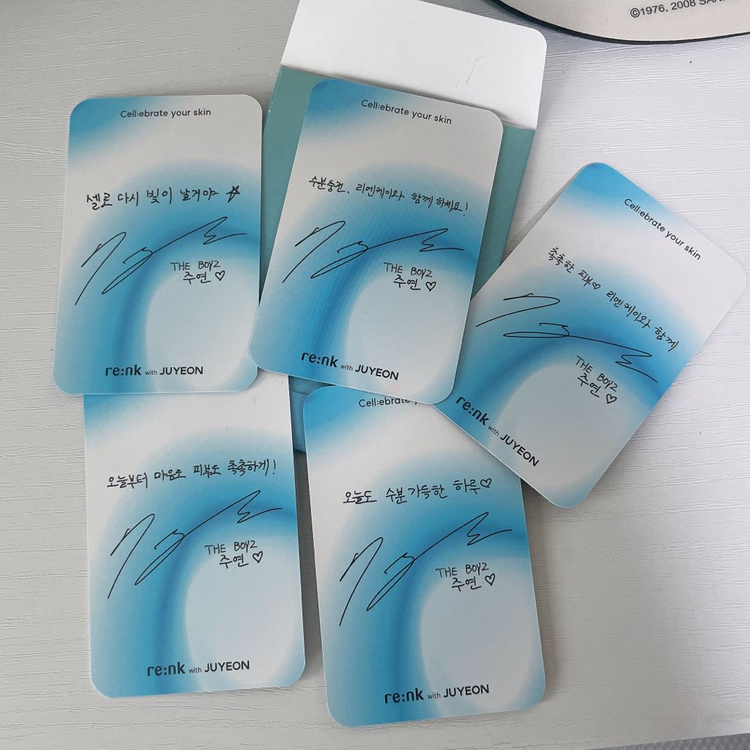 ©1976, 2008 SAN
Cell:ebrate your skin
셀로 다시 빛이 날거야
THE BOYZ
주연 ♡
re:nk with JUYEON
Cell:ebrate your skin
수분충전, 리엔케이와 함께 하세요!
THE BOYZ
주연 ♡
re:nk with JUYEON
Cell:ebrate your skin
촉촉한 피부♡ 리엔케이와 함께
THE BOYZ
주연 ♡
re:nk with JUYEON
오늘부터 마음도 피부도 촉촉하게!
THE BOYZ
주연 ♡
re:nk with JUYEON
Cell:ebrate
오늘도 수분 가득한 하루♡
THE BOYZ
주연 ♡
re:nk with JUYEON